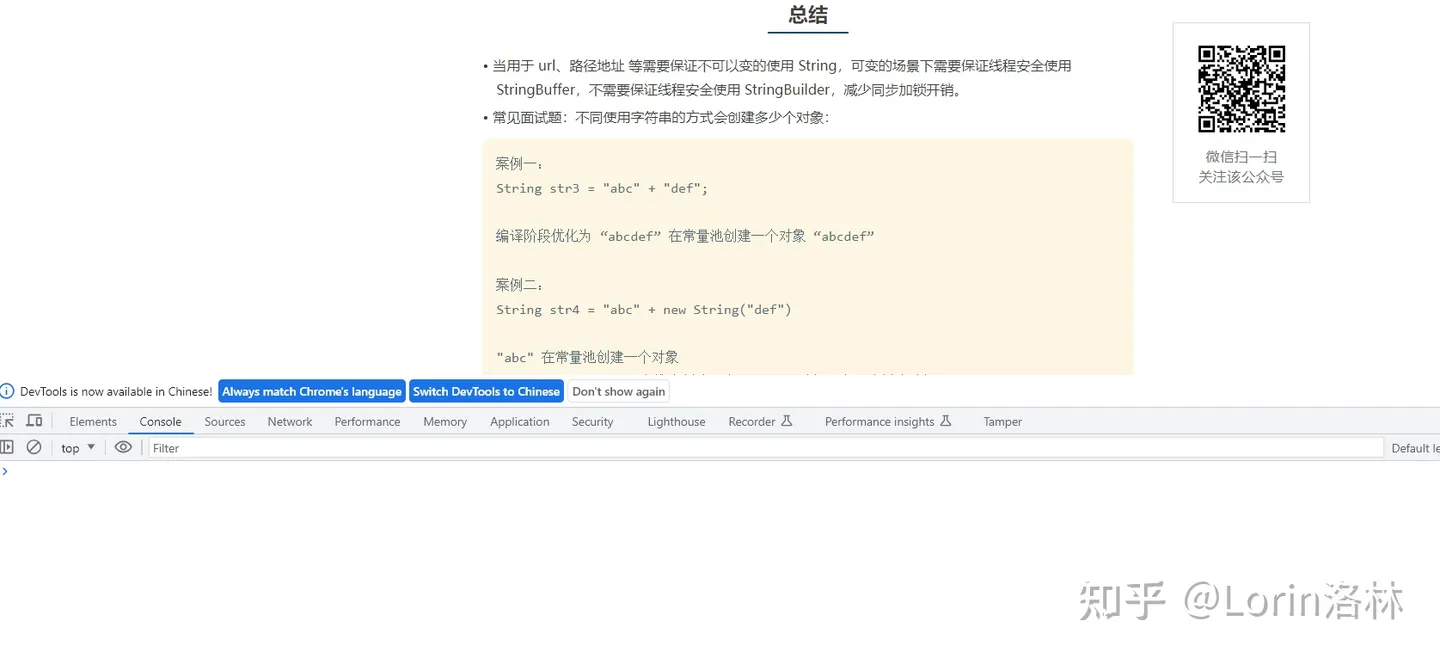 总结
• 当用于 url、路径地址 等需要保证不可以变的使用 String，可变的场景下需要保证线程安全使用
StringBuffer，不需要保证线程安全使用 StringBuilder，减少同步加锁开销。
• 常见面试题：不同使用字符串的方式会创建多少个对象：
案例一：
String str3 = "abc" + "def";
编译阶段优化为 “abcdef” 在常量池创建一个对象 “abcdef”
案例二：
String str4 = "abc" + new String("def")
"abc" 在常量池创建一个对象
微信扫一扫
关注该公众号
DevTools is now available in Chinese! Always match Chrome's language Switch DevTools to Chinese Don't show again
Elements Console Sources Network Performance Memory Application Security Lighthouse Recorder Performance insights Tamper
top Filter Default le
知乎 @Lorin洛林